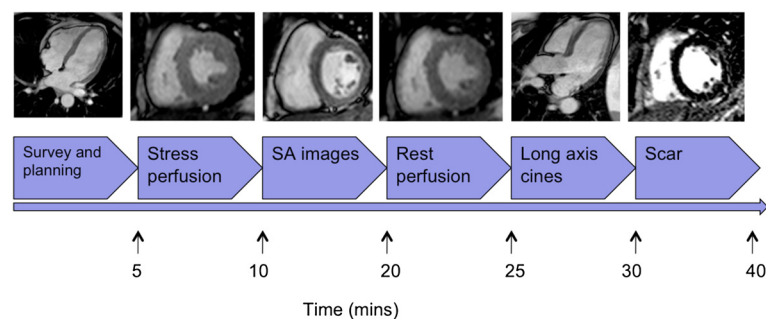 Survey and
planning
Stress
perfusion
SA images
Rest
perfusion
Long axis
cines
Scar
5
10
20
25
30
40
Time (mins)